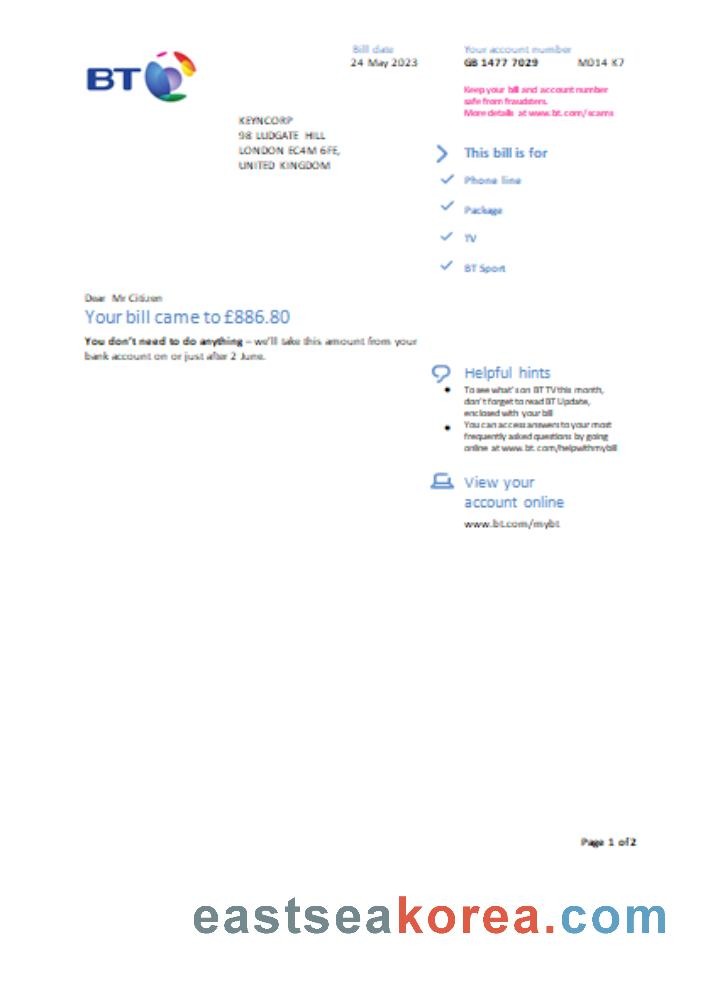 BT
Bill date
24 May 2023
Your account number
GB 1477 7029 M014 K7
Keep your bill and account number
safe from fraudsters.
More details at www.bt.com/scams
KEYNCORP
98 LUDGATE HILL
LONDON EC4M 6FE,
UNITED KINGDOM
This bill is for
Phone line
Package
TV
BT Sport
Dear Mr Citizen
Your bill came to £886.80
You don't need to do anything – we'll take this amount from your
bank account on or just after 2 June.
Helpful hints
To see what's on BT TV this month,
don't forget to read BT Update,
enclosed with your bill
You can access answers to your most
frequently asked questions by going
online at www.bt.com/helpwithmybill
View your
account online
www.bt.com/mybt
Page 1 of 2
eastseakorea.com